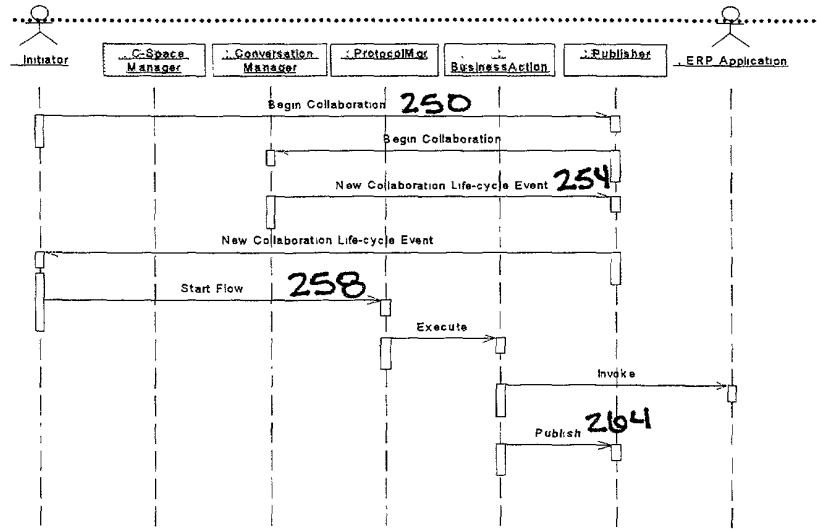 : Initiator
: C-Space
Manager
: Conversation
Manager
: ProtocolMgr
:
BusinessAction
: Publisher
: ERP Application
Begin Collaboration 250
Begin Collaboration
New Collaboration Life-cycle Event 254
New Collaboration Life-cycle Event
Start Flow 258
Execute
Invoke
Publish 264